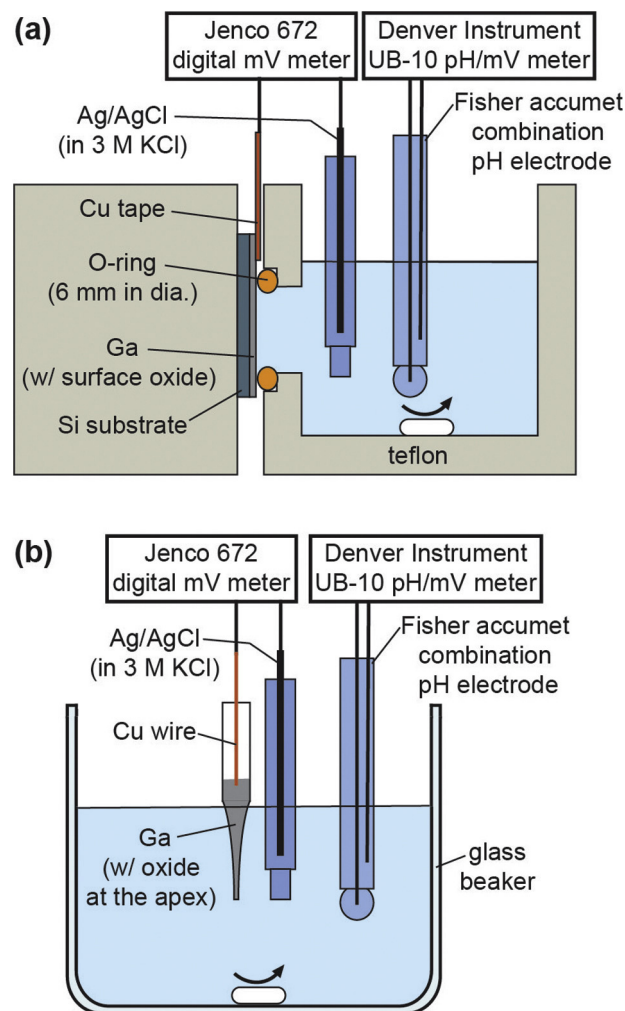 (a)
Jenco 672
digital mV meter
Denver Instrument
UB-10 pH/mV meter
Ag/AgCl
(in 3 M KCl)
Fisher accumet
combination
pH electrode
Cu tape
O-ring
(6 mm in dia.)
Ga
(w/ surface oxide)
Si substrate
teflon
(b)
Jenco 672
digital mV meter
Denver Instrument
UB-10 pH/mV meter
Ag/AgCl
(in 3 M KCl)
Fisher accumet
combination
pH electrode
Cu wire
Ga
(w/ oxide
at the apex)
glass
beaker